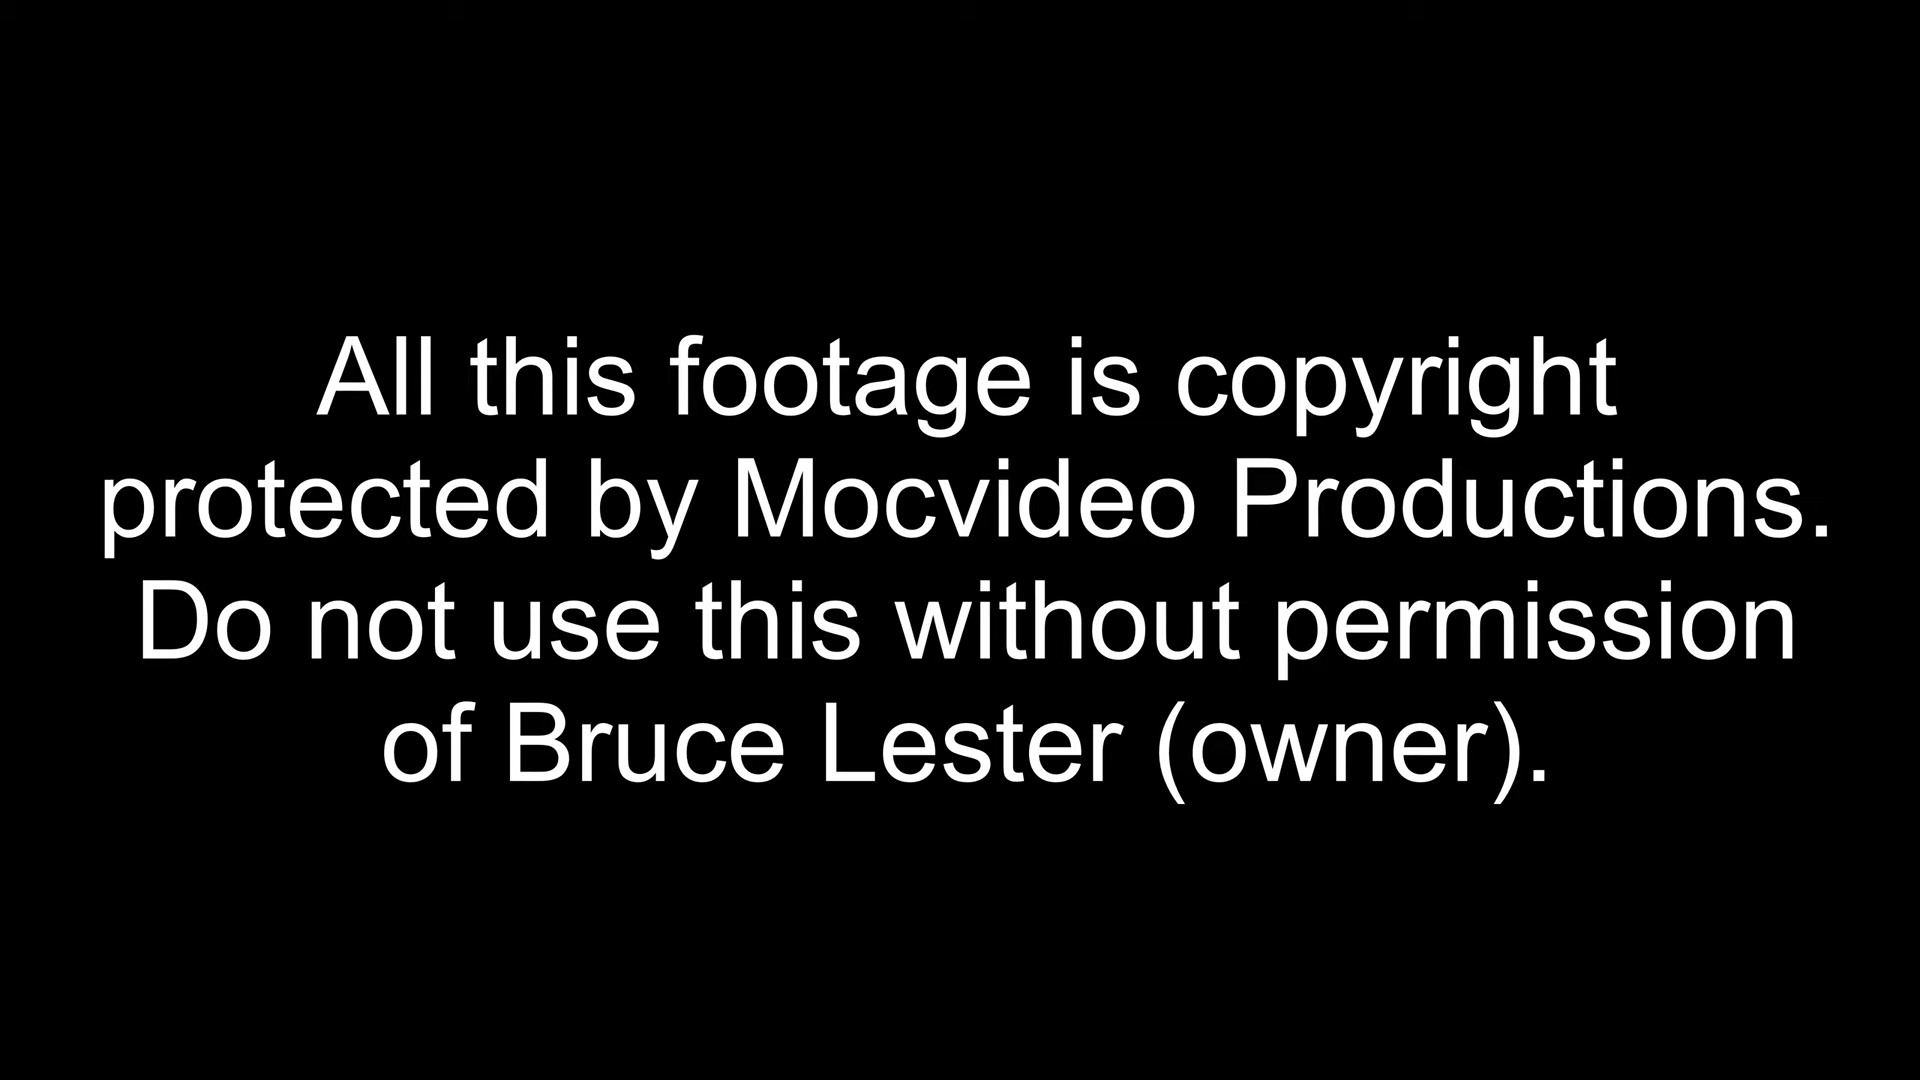 All this footage is copyright
protected by Mocvideo Productions.
Do not use this without permission
of Bruce Lester (owner).